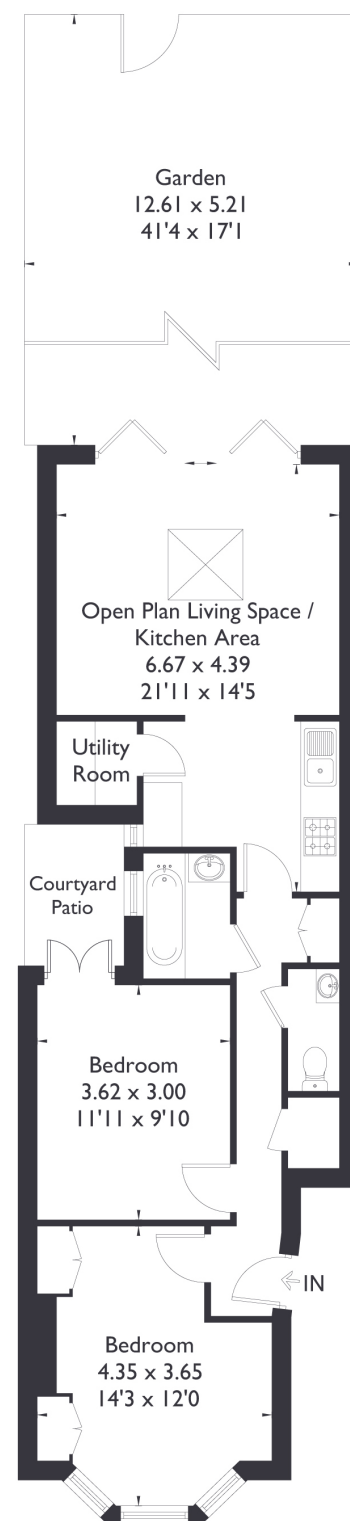 Garden
12.61 x 5.21
41'4 x 17'1
Open Plan Living Space /
Kitchen Area
6.67 x 4.39
21'11 x 14'5
Utility
Room
Courtyard
Patio
Bedroom
3.62 x 3.00
11'11 x 9'10
IN
Bedroom
4.35 x 3.65
14'3 x 12'0